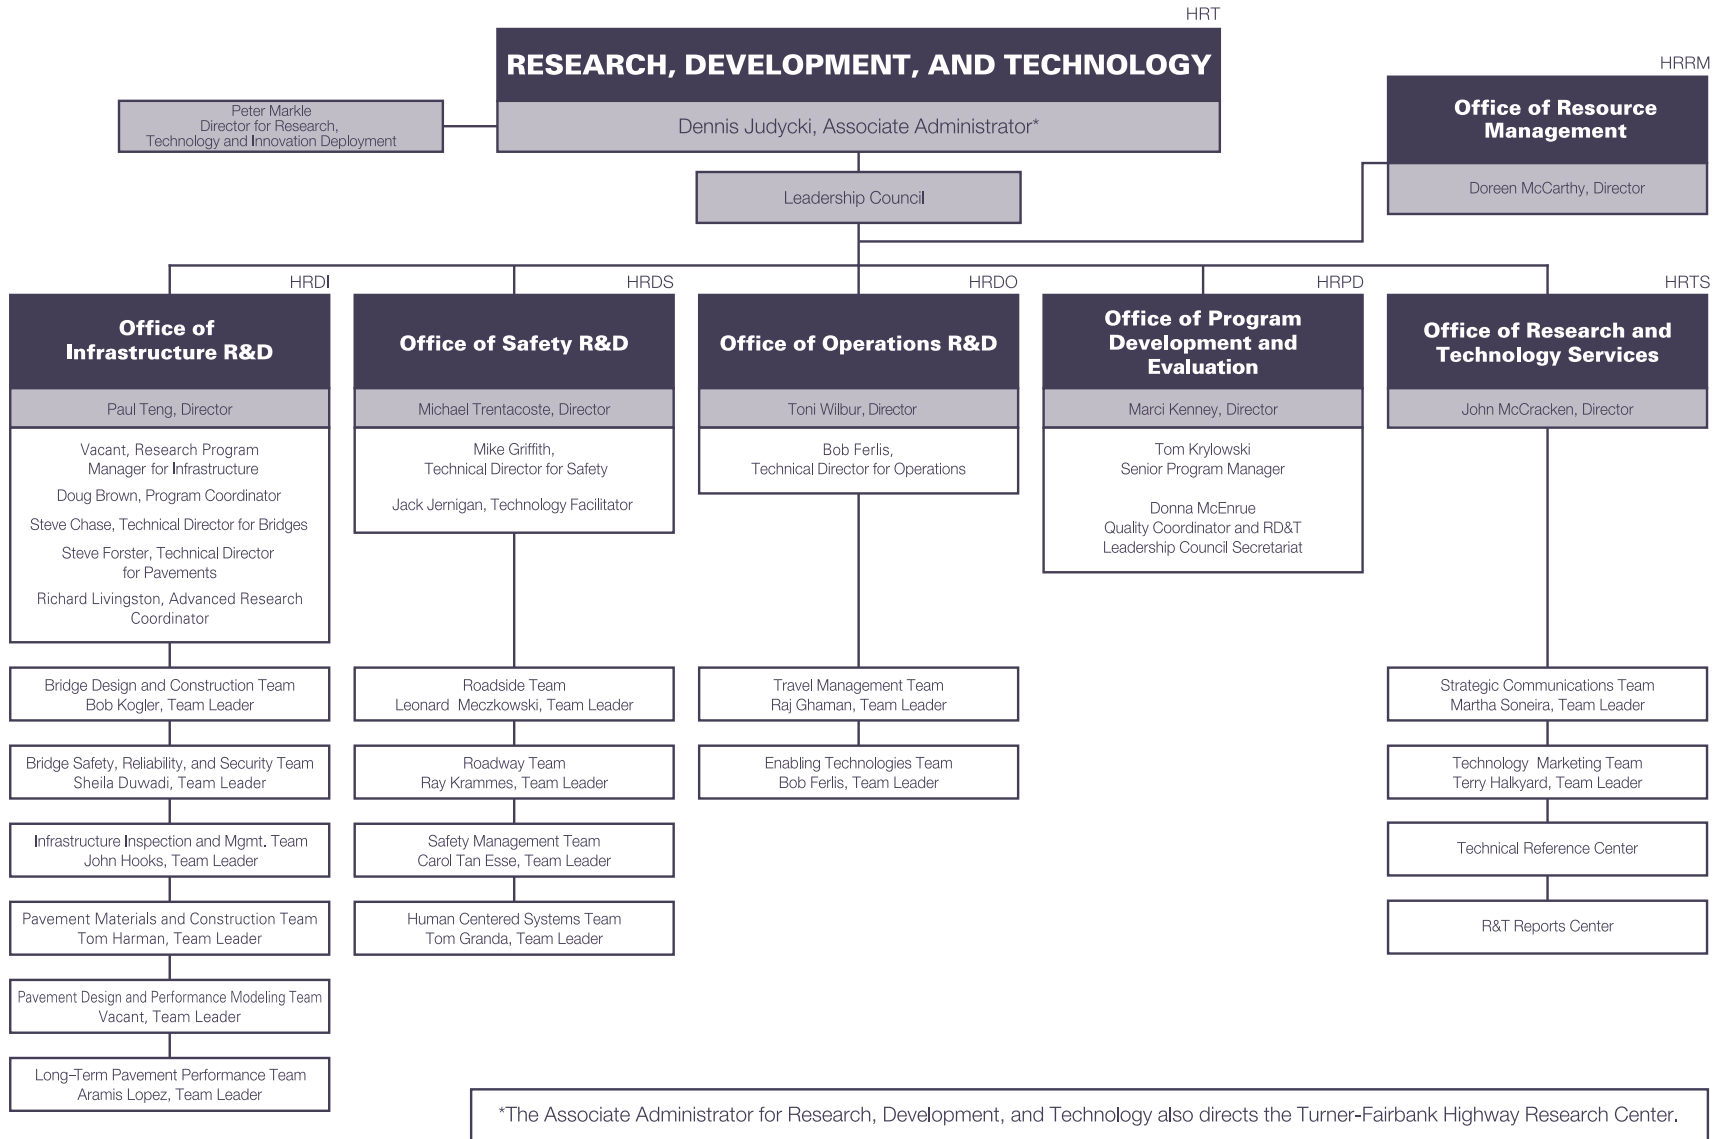 HRT
RESEARCH, DEVELOPMENT, AND TECHNOLOGY
Dennis Judycki, Associate Administrator*
Peter Markle
Director for Research,
Technology and Innovation Deployment
Leadership Council
HRRM
Office of Resource
Management
Doreen McCarthy, Director
HRDI
Office of
Infrastructure R&D
Paul Teng, Director
Vacant, Research Program
Manager for Infrastructure
Doug Brown, Program Coordinator
Steve Chase, Technical Director for Bridges
Steve Forster, Technical Director
for Pavements
Richard Livingston, Advanced Research
Coordinator
Bridge Design and Construction Team
Bob Kogler, Team Leader
Bridge Safety, Reliability, and Security Team
Sheila Duwadi, Team Leader
Infrastructure Inspection and Mgmt. Team
John Hooks, Team Leader
Pavement Materials and Construction Team
Tom Harman, Team Leader
Pavement Design and Performance Modeling Team
Vacant, Team Leader
Long-Term Pavement Performance Team
Aramis Lopez, Team Leader
HRDS
Office of Safety R&D
Michael Trentacoste, Director
Mike Griffith,
Technical Director for Safety
Jack Jernigan, Technology Facilitator
Roadside Team
Leonard Meczkowski, Team Leader
Roadway Team
Ray Krammes, Team Leader
Safety Management Team
Carol Tan Esse, Team Leader
Human Centered Systems Team
Tom Granda, Team Leader
HRDO
Office of Operations R&D
Toni Wilbur, Director
Bob Ferlis,
Technical Director for Operations
Travel Management Team
Raj Ghaman, Team Leader
Enabling Technologies Team
Bob Ferlis, Team Leader
HRPD
Office of Program
Development and
Evaluation
Marci Kenney, Director
Tom Krylowski
Senior Program Manager
Donna McEnrue
Quality Coordinator and RD&T
Leadership Council Secretariat
HRTS
Office of Research and
Technology Services
John McCracken, Director
Strategic Communications Team
Martha Soneira, Team Leader
Technology Marketing Team
Terry Halkyard, Team Leader
Technical Reference Center
R&T Reports Center
*The Associate Administrator for Research, Development, and Technology also directs the Turner-Fairbank Highway Research Center.